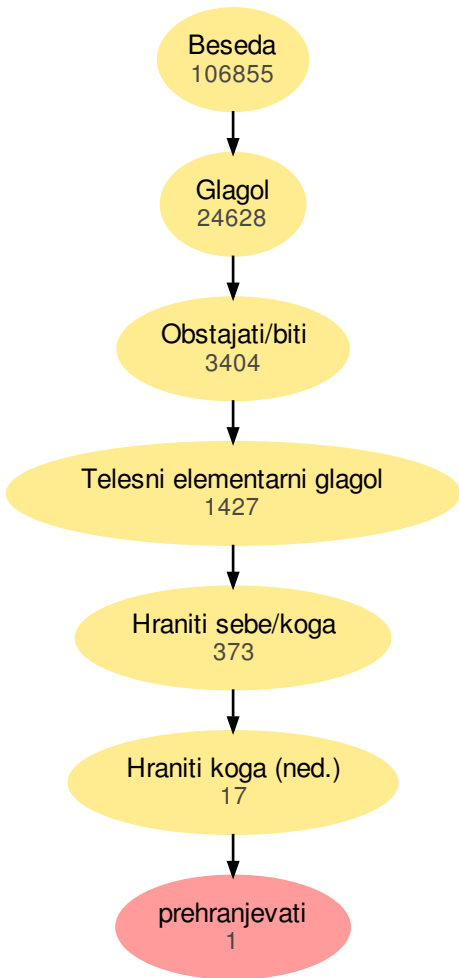 Beseda
106855
Glagol
24628
Obstajati/biti
3404
Telesni elementarni glagol
1427
Hraniti sebe/koga
373
Hraniti koga (ned.)
17
prehranjevati
1